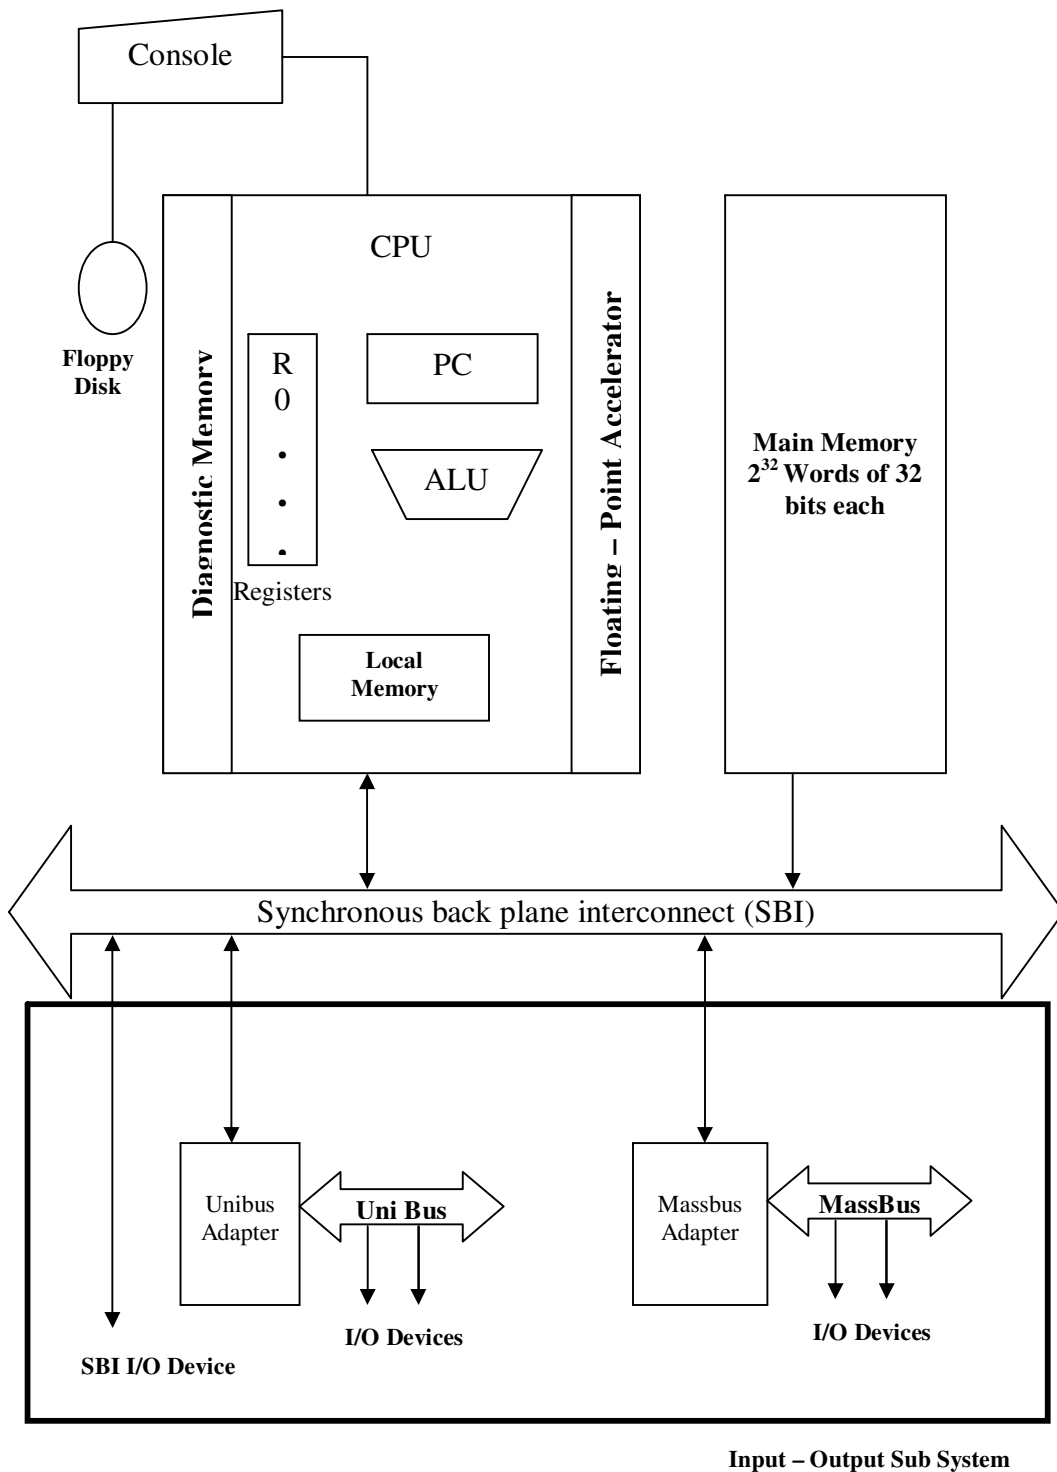 Console
Floppy
Disk
CPU
Diagnostic Memory
R
0
.
.
.
Registers
PC
ALU
Local
Memory
Floating – Point Accelerator
Main Memory
2³² Words of 32
bits each
Synchronous back plane interconnect (SBI)
Unibus
Adapter
Uni Bus
I/O Devices
SBI I/O Device
Massbus
Adapter
MassBus
I/O Devices
Input – Output Sub System